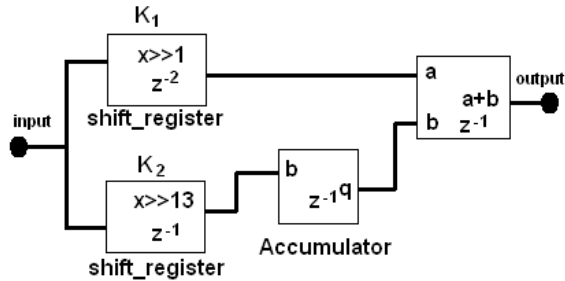 K₁
x>>1
z⁻²
shift_register
input
K₂
x>>13
z⁻¹
shift_register
b
z⁻¹q
Accumulator
a
a+b
b
z⁻¹
output